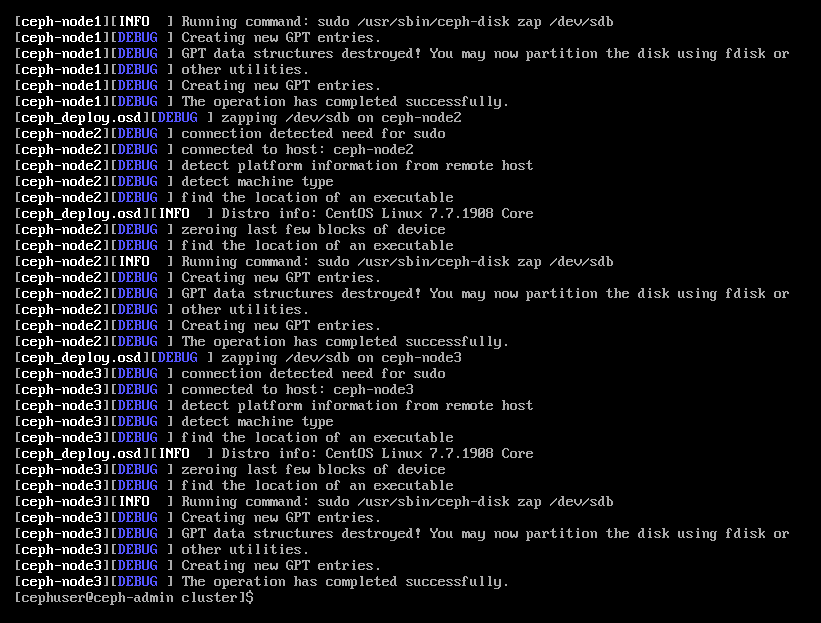 [ceph-node1][INFO  ] Running command: sudo /usr/sbin/ceph-disk zap /dev/sdb
[ceph-node1][DEBUG ] Creating new GPT entries.
[ceph-node1][DEBUG ] GPT data structures destroyed! You may now partition the disk using fdisk or
[ceph-node1][DEBUG ] other utilities.
[ceph-node1][DEBUG ] Creating new GPT entries.
[ceph-node1][DEBUG ] The operation has completed successfully.
[ceph_deploy.osd][DEBUG ] zapping /dev/sdb on ceph-node2
[ceph-node2][DEBUG ] connection detected need for sudo
[ceph-node2][DEBUG ] connected to host: ceph-node2
[ceph-node2][DEBUG ] detect platform information from remote host
[ceph-node2][DEBUG ] detect machine type
[ceph-node2][DEBUG ] find the location of an executable
[ceph_deploy.osd][INFO  ] Distro info: CentOS Linux 7.7.1908 Core
[ceph-node2][DEBUG ] zeroing last few blocks of device
[ceph-node2][DEBUG ] find the location of an executable
[ceph-node2][INFO  ] Running command: sudo /usr/sbin/ceph-disk zap /dev/sdb
[ceph-node2][DEBUG ] Creating new GPT entries.
[ceph-node2][DEBUG ] GPT data structures destroyed! You may now partition the disk using fdisk or
[ceph-node2][DEBUG ] other utilities.
[ceph-node2][DEBUG ] Creating new GPT entries.
[ceph-node2][DEBUG ] The operation has completed successfully.
[ceph_deploy.osd][DEBUG ] zapping /dev/sdb on ceph-node3
[ceph-node3][DEBUG ] connection detected need for sudo
[ceph-node3][DEBUG ] connected to host: ceph-node3
[ceph-node3][DEBUG ] detect platform information from remote host
[ceph-node3][DEBUG ] detect machine type
[ceph-node3][DEBUG ] find the location of an executable
[ceph_deploy.osd][INFO  ] Distro info: CentOS Linux 7.7.1908 Core
[ceph-node3][DEBUG ] zeroing last few blocks of device
[ceph-node3][DEBUG ] find the location of an executable
[ceph-node3][INFO  ] Running command: sudo /usr/sbin/ceph-disk zap /dev/sdb
[ceph-node3][DEBUG ] Creating new GPT entries.
[ceph-node3][DEBUG ] GPT data structures destroyed! You may now partition the disk using fdisk or
[ceph-node3][DEBUG ] other utilities.
[ceph-node3][DEBUG ] Creating new GPT entries.
[ceph-node3][DEBUG ] The operation has completed successfully.
[cephuser@ceph-admin cluster]$